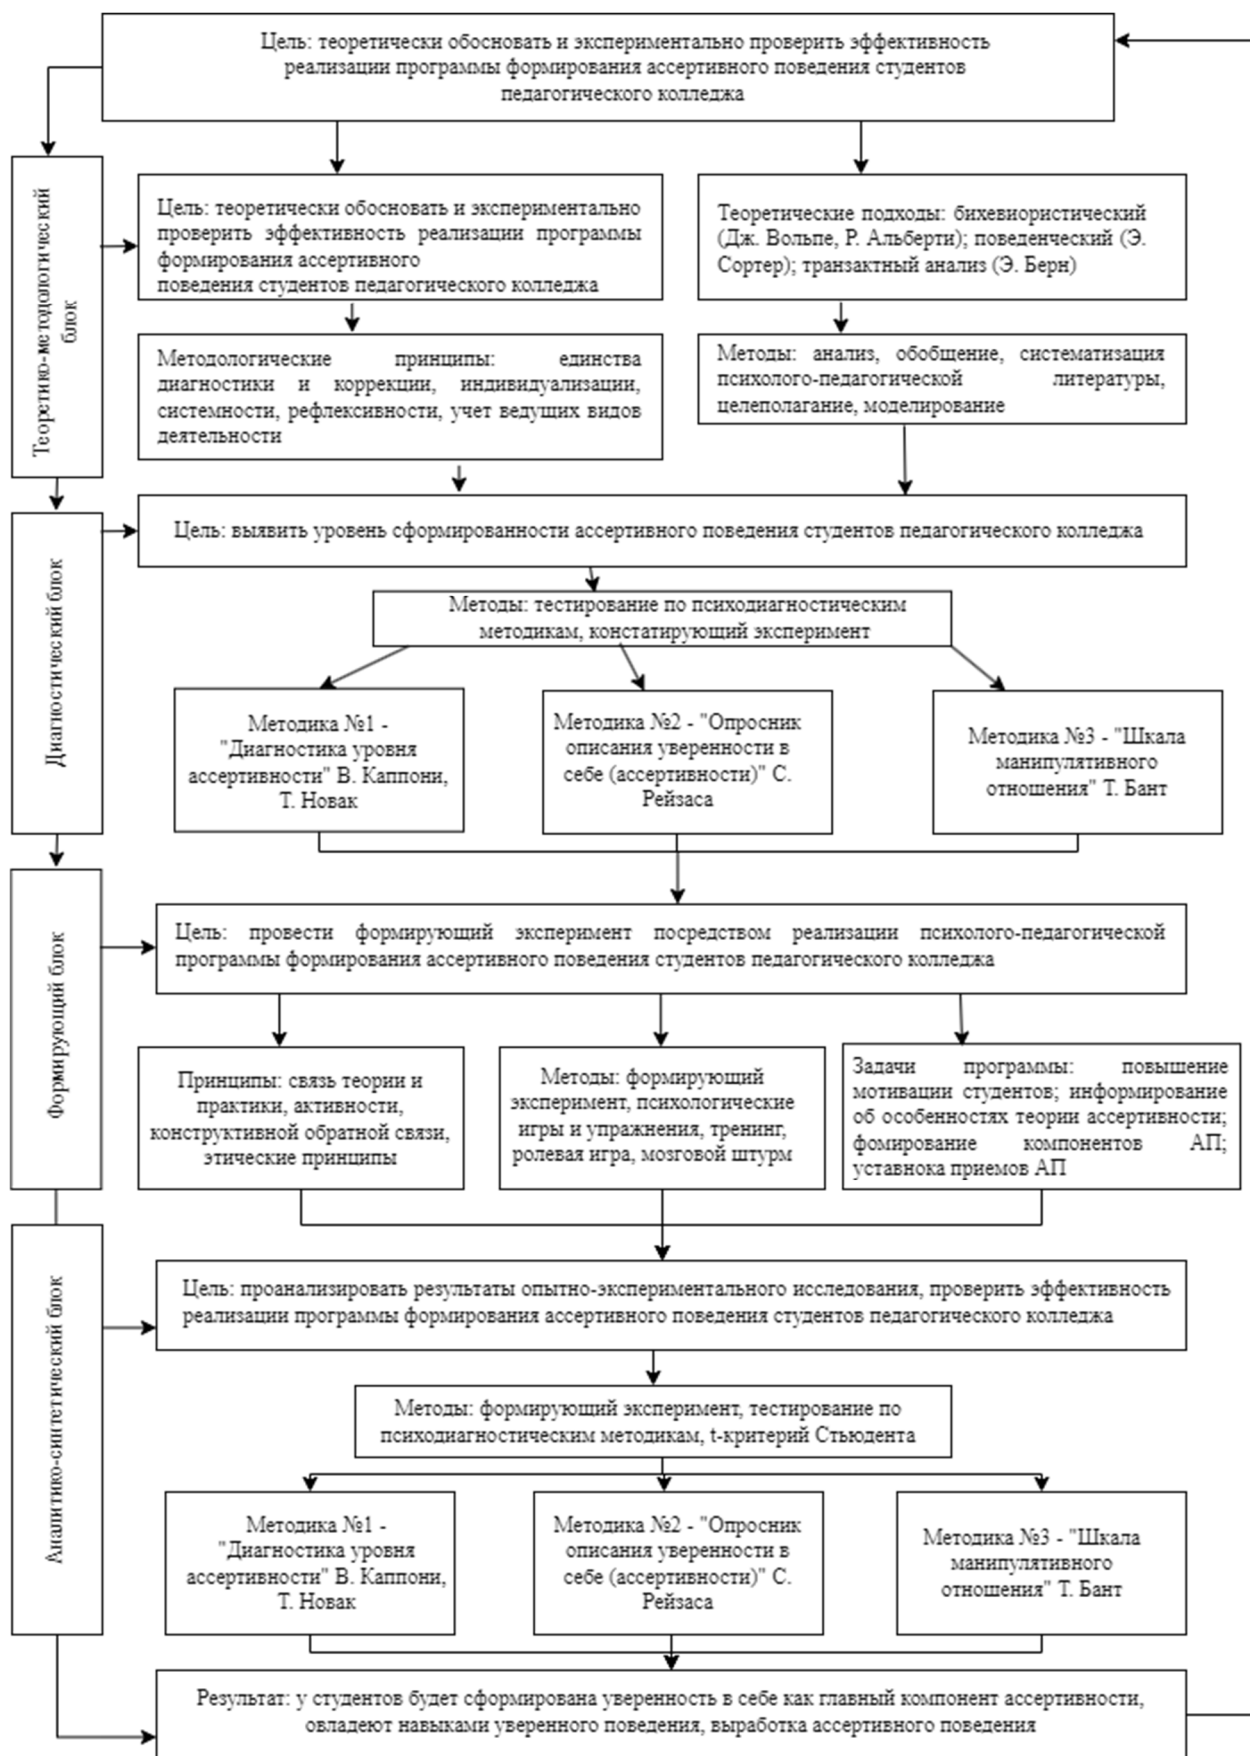 Цель: теоретически обосновать и экспериментально проверить эффективность
реализации программы формирования ассертивного поведения студентов
педагогического колледжа
Теоретико-методологический
блок
Цель: теоретически обосновать и экспериментально
проверить эффективность реализации программы
формирования ассертивного
поведения студентов педагогического колледжа
Теоретические подходы: бихевиористический
(Дж. Вольпе, Р. Альберти); поведенческий (Э.
Сортер); транзактный анализ (Э. Берн)
Методологические принципы: единства
диагностики и коррекции, индивидуализации,
системности, рефлексивности, учет ведущих видов
деятельности
Методы: анализ, обобщение, систематизация
психолого-педагогической литературы,
целеполагание, моделирование
Диагностический блок
Цель: выявить уровень сформированности ассертивного поведения студентов педагогического колледжа
Методы: тестирование по психодиагностическим
методикам, констатирующий эксперимент
Методика №1 -
"Диагностика уровня
ассертивности" В. Каппони,
Т. Новак
Методика №2 - "Опросник
описания уверенности в
себе (ассертивности)" С.
Рейзаса
Методика №3 - "Шкала
манипулятивного
отношения" Т. Бант
Формирующий блок
Цель: провести формирующий эксперимент посредством реализации психолого-педагогической
программы формирования ассертивного поведения студентов педагогического колледжа
Принципы: связь теории и
практики, активности,
конструктивной обратной связи,
этические принципы
Методы: формирующий
эксперимент, психологические
игры и упражнения, тренинг,
ролевая игра, мозговой штурм
Задачи программы: повышение
мотивации студентов; информирование
об особенностях теории ассертивности;
фомирование компонентов АП;
уставнока приемов АП
Аналитико-синтетический блок
Цель: проанализировать результаты опытно-экспериментального исследования, проверить эффективность
реализации программы формирования ассертивного поведения студентов педагогического колледжа
Методы: формирующий эксперимент, тестирование по
психодиагностическим методикам, t-критерий Стьюдента
Методика №1 -
"Диагностика уровня
ассертивности" В. Каппони,
Т. Новак
Методика №2 - "Опросник
описания уверенности в
себе (ассертивности)" С.
Рейзаса
Методика №3 - "Шкала
манипулятивного
отношения" Т. Бант
Результат: у студентов будет сформирована уверенность в себе как главный компонент ассертивности,
овладеют навыками уверенного поведения, выработка ассертивного поведения